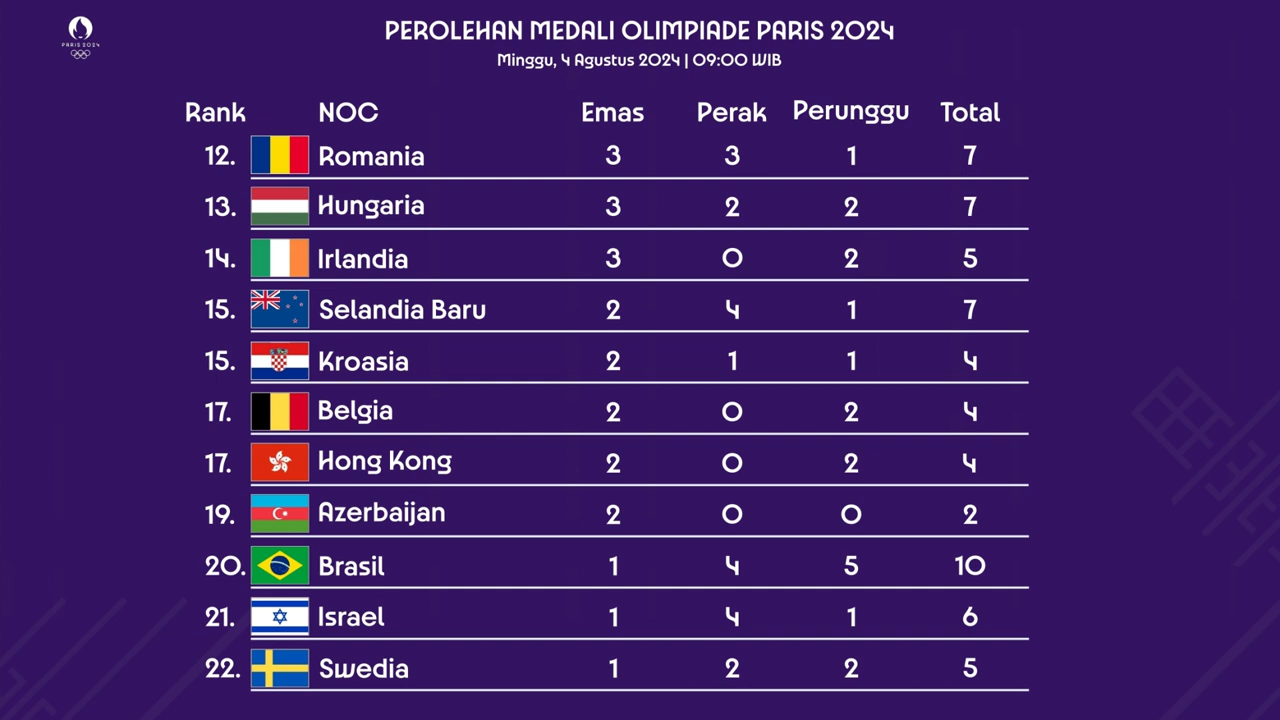 PARIS 2024
PEROLEHAN MEDALI OLIMPIADE PARIS 2024
Minggu, 4 Agustus 2024 | 09:00 WIB
Rank NOC Emas Perak Perunggu Total
12. Romania 3 3 1 7
13. Hungaria 3 2 2 7
14. Irlandia 3 0 2 5
15. Selandia Baru 2 4 1 7
15. Kroasia 2 1 1 4
17. Belgia 2 0 2 4
17. Hong Kong 2 0 2 4
19. Azerbaijan 2 0 0 2
20. Brasil 1 4 5 10
21. Israel 1 4 1 6
22. Swedia 1 2 2 5